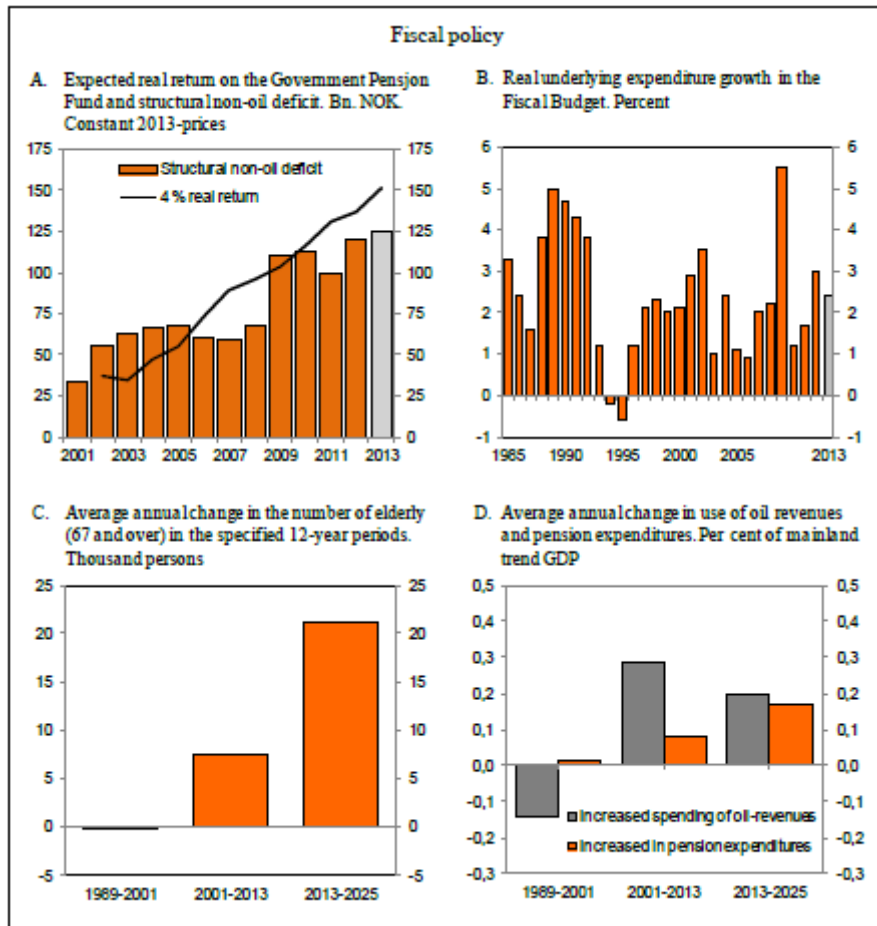 Fiscal policy
A. Expected real return on the Government Pensjon
Fund and structural non-oil deficit. Bn. NOK.
Constant 2013-prices
175 175
Structural non-oil deficit
150 150
4 % real return
125 125
100 100
75 75
50 50
25 25
0 0
2001 2003 2005 2007 2009 2011 2013
B. Real underlying expenditure growth in the
Fiscal Budget. Percent
6 6
5 5
4 4
3 3
2 2
1 1
0 0
-1 -1
1985 1990 1995 2000 2005 2013
C. Average annual change in the number of elderly
(67 and over) in the specified 12-year periods.
Thousand persons
25 25
20 20
15 15
10 10
5 5
0 0
-5 -5
1989-2001 2001-2013 2013-2025
D. Average annual change in use of oil revenues
and pension expenditures. Per cent of mainland
trend GDP
0,5 0,5
0,4 0,4
0,3 0,3
0,2 0,2
0,1 0,1
0,0 0,0
-0,1 -0,1
Increased spending of oil-revenues
-0,2 -0,2
Increased in pension expenditures
-0,3 -0,3
1989-2001 2001-2013 2013-2025